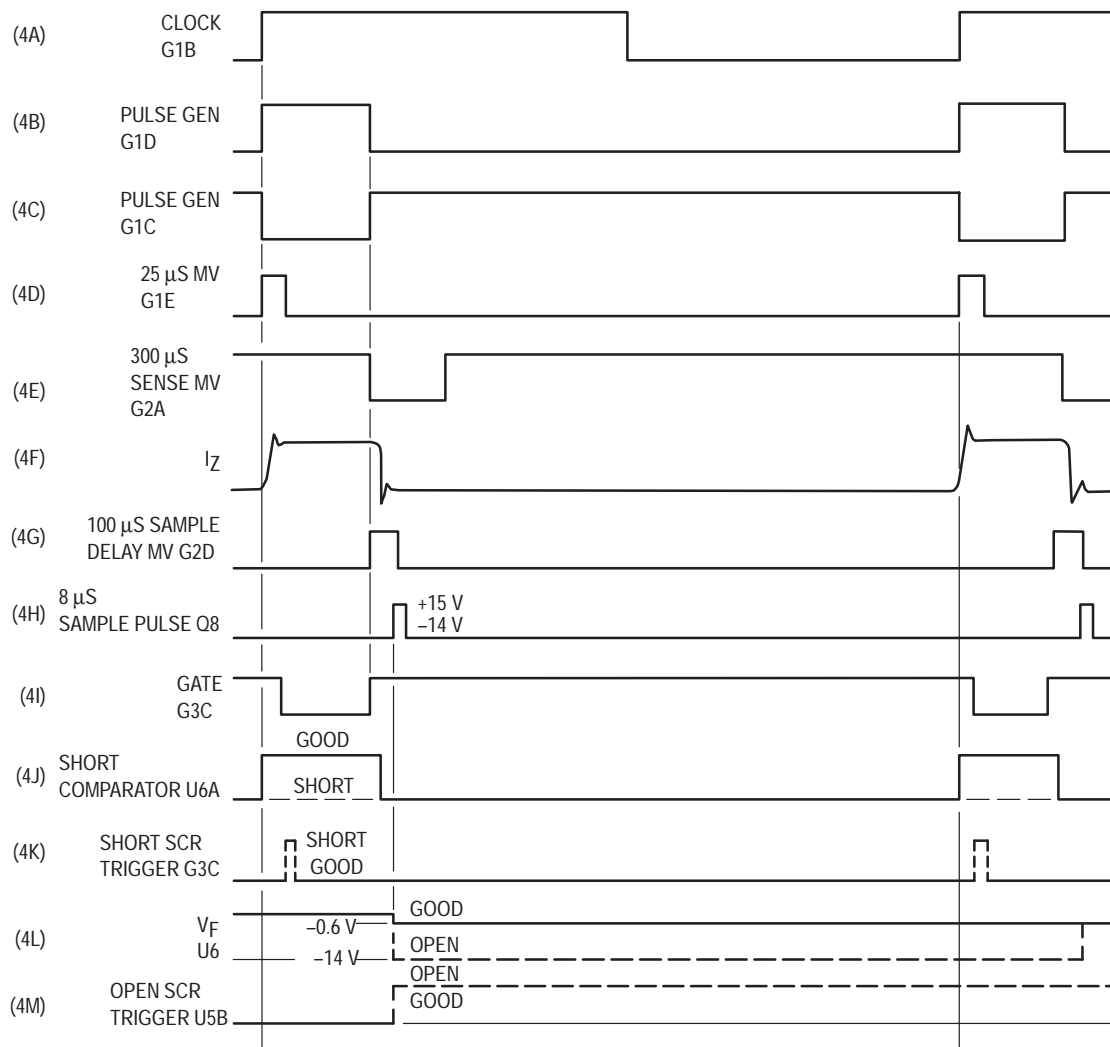 (4A) CLOCK
G1B
(4B) PULSE GEN
G1D
(4C) PULSE GEN
G1C
(4D) 25 μS MV
G1E
(4E) 300 μS
SENSE MV
G2A
(4F) IZ
(4G) 100 μS SAMPLE
DELAY MV G2D
(4H) 8 μS
SAMPLE PULSE Q8
+15 V
–14 V
(4I) GATE
G3C
GOOD
(4J) SHORT
COMPARATOR U6A
SHORT
(4K) SHORT SCR
TRIGGER G3C
SHORT
GOOD
(4L) VF
U6
–0.6 V
–14 V
GOOD
OPEN
(4M) OPEN SCR
TRIGGER U5B
OPEN
GOOD